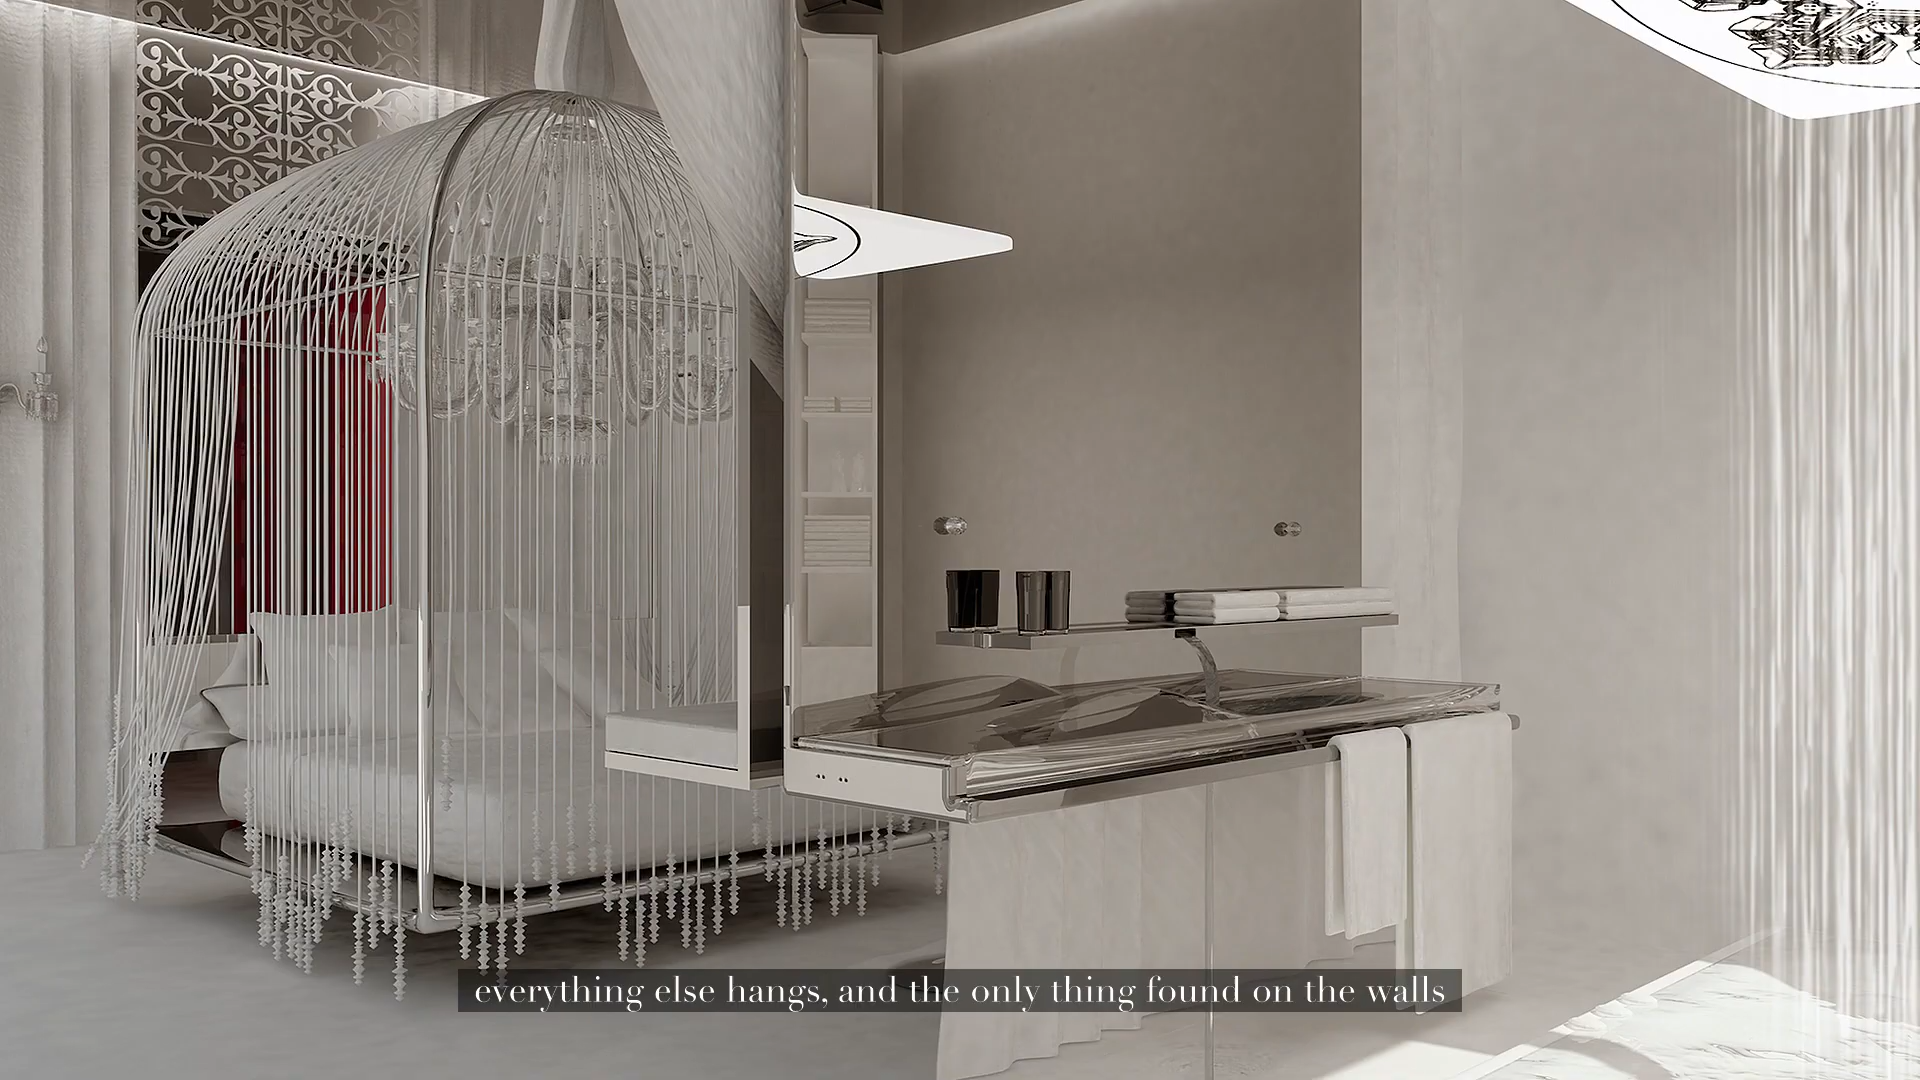 everything else hangs, and the only thing found on the walls